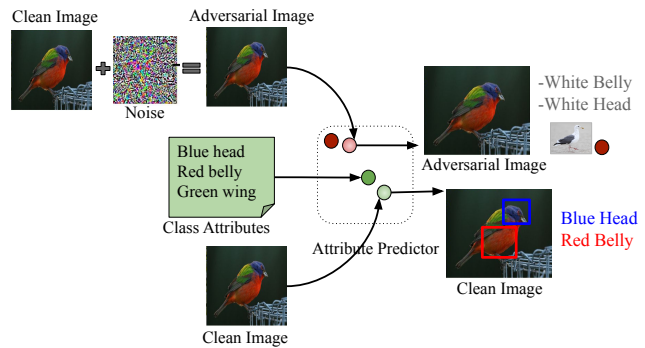 Clean Image
Adversarial Image
Noise
-White Belly
-White Head
Adversarial Image
Blue head
Red belly
Green wing
Class Attributes
Attribute Predictor
Blue Head
Red Belly
Clean Image
Clean Image